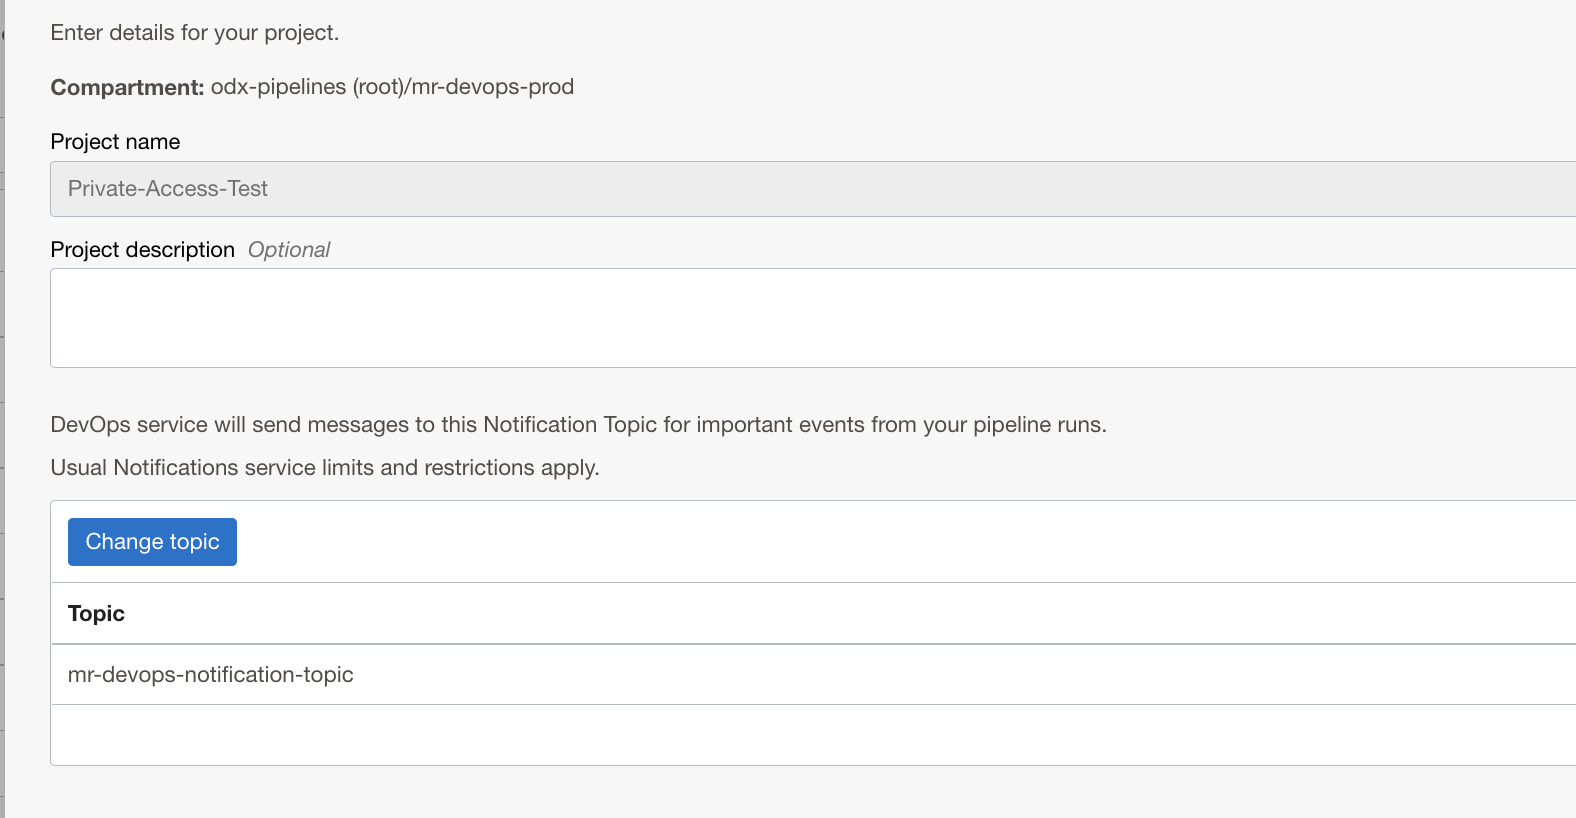 Enter details for your project.
Compartment: odx-pipelines (root)/mr-devops-prod
Project name
Private-Access-Test
Project description Optional
DevOps service will send messages to this Notification Topic for important events from your pipeline runs.
Usual Notifications service limits and restrictions apply.
Change topic
Topic
mr-devops-notification-topic